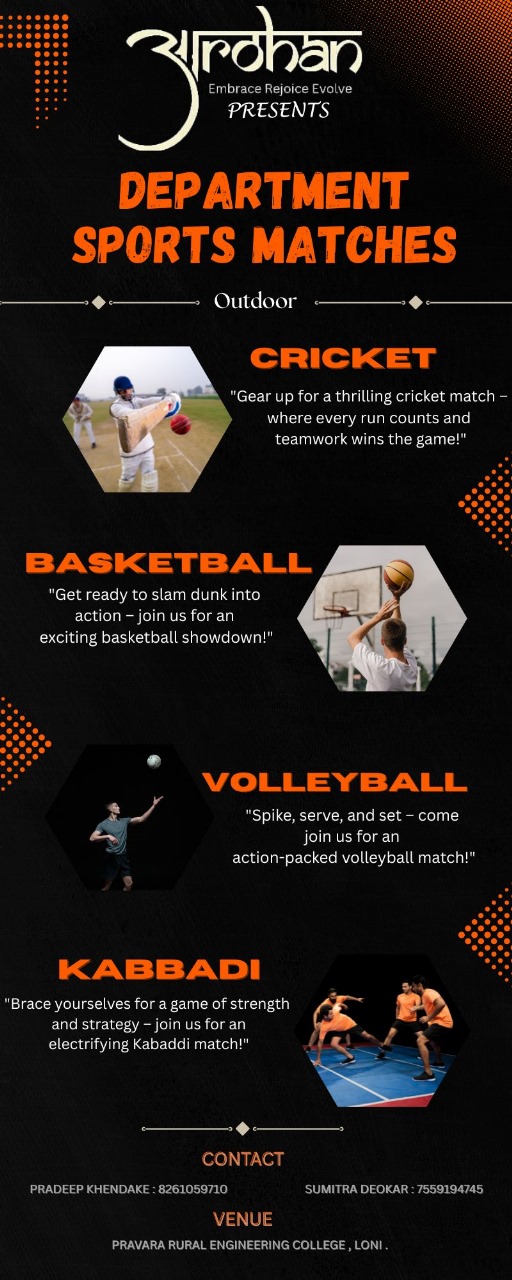 आरohan
Embrace Rejoice Evolve
PRESENTS
DEPARTMENT
SPORTS MATCHES
Outdoor
CRICKET
"Gear up for a thrilling cricket match –
where every run counts and
teamwork wins the game!"
BASKETBALL
"Get ready to slam dunk into
action – join us for an
exciting basketball showdown!"
VOLLEYBALL
"Spike, serve, and set – come
join us for an
action-packed volleyball match!"
KABBADI
"Brace yourselves for a game of strength
and strategy – join us for an
electrifying Kabaddi match!"
CONTACT
PRADEEP KHENDAKE : 8261059710
SUMITRA DEOKAR : 7559194745
VENUE
PRAVARA RURAL ENGINEERING COLLEGE , LONI .